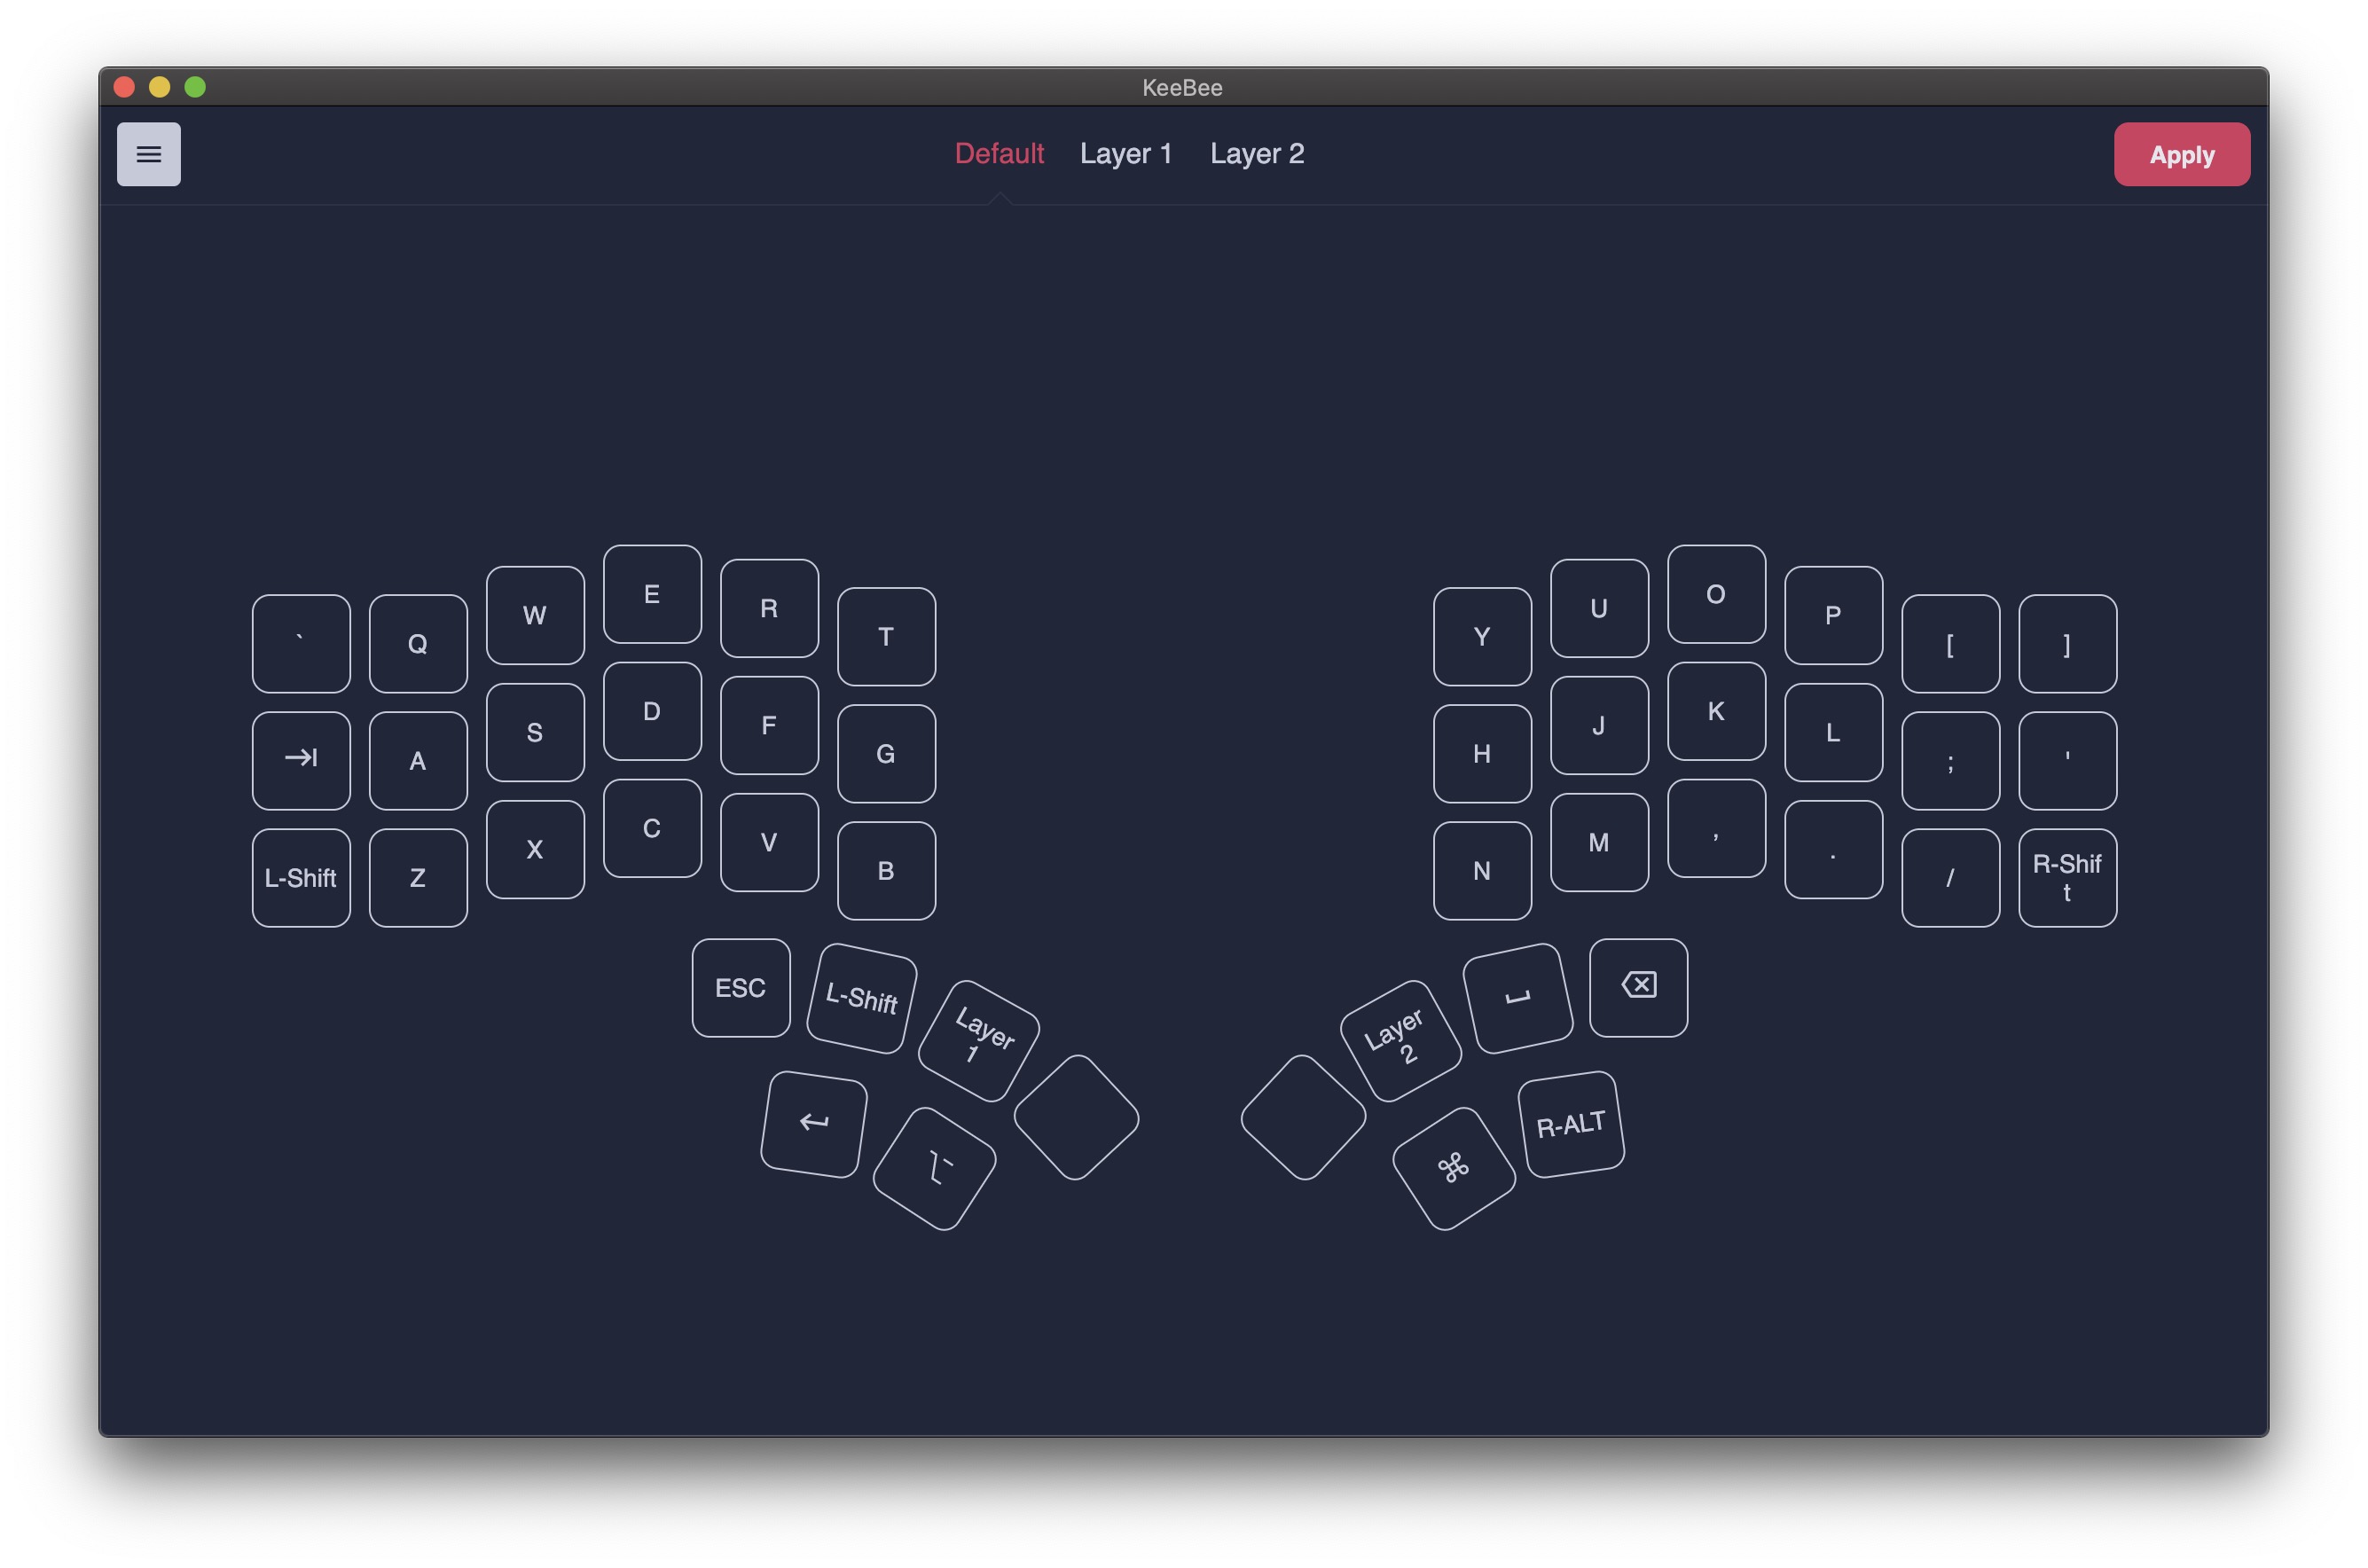 KeeBee
Default Layer 1 Layer 2
Apply
` Q W E R T
Y U O P [ ]
A S D F G
H J K L ; '
L-Shift Z X C V B
N M , . / R-Shif
t
ESC L-Shift Layer
1
Layer
2
R-ALT
⌥ ⌘